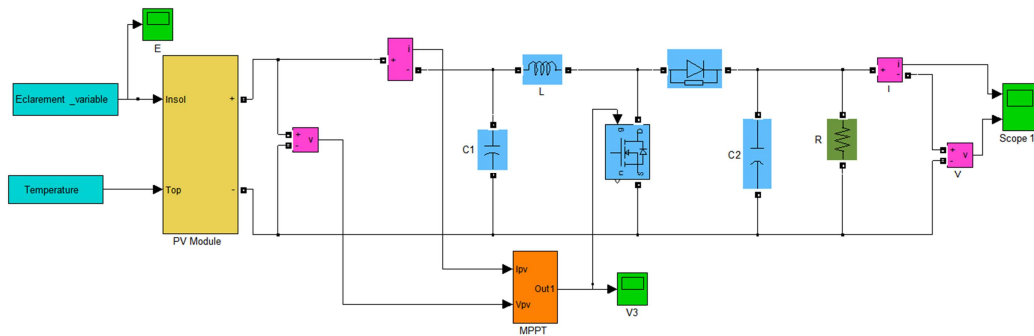 E
Eclarement _variable
Temperature
Insol
+
Top
-
PV Module
+
-
v
+
i
-
C1
L
g
D
S
C2
R
+
i
-
I
+
-
v
V
Scope 1
Ipv
Vpv
Out1
MPPT
V3